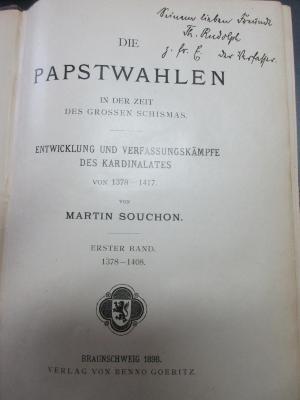 Seinem lieben Freunde
Th. Rudolph
z. fr. E. der Verfasser.
DIE
PAPSTWAHLEN
IN DER ZEIT
DES GROSSEN SCHISMAS.
ENTWICKLUNG UND VERFASSUNGSKÄMPFE
DES KARDINALATES
VON 1378—1417.
VON
MARTIN SOUCHON.
ERSTER BAND.
1378—1408.
BRAUNSCHWEIG 1898.
VERLAG VON BENNO GOERITZ.